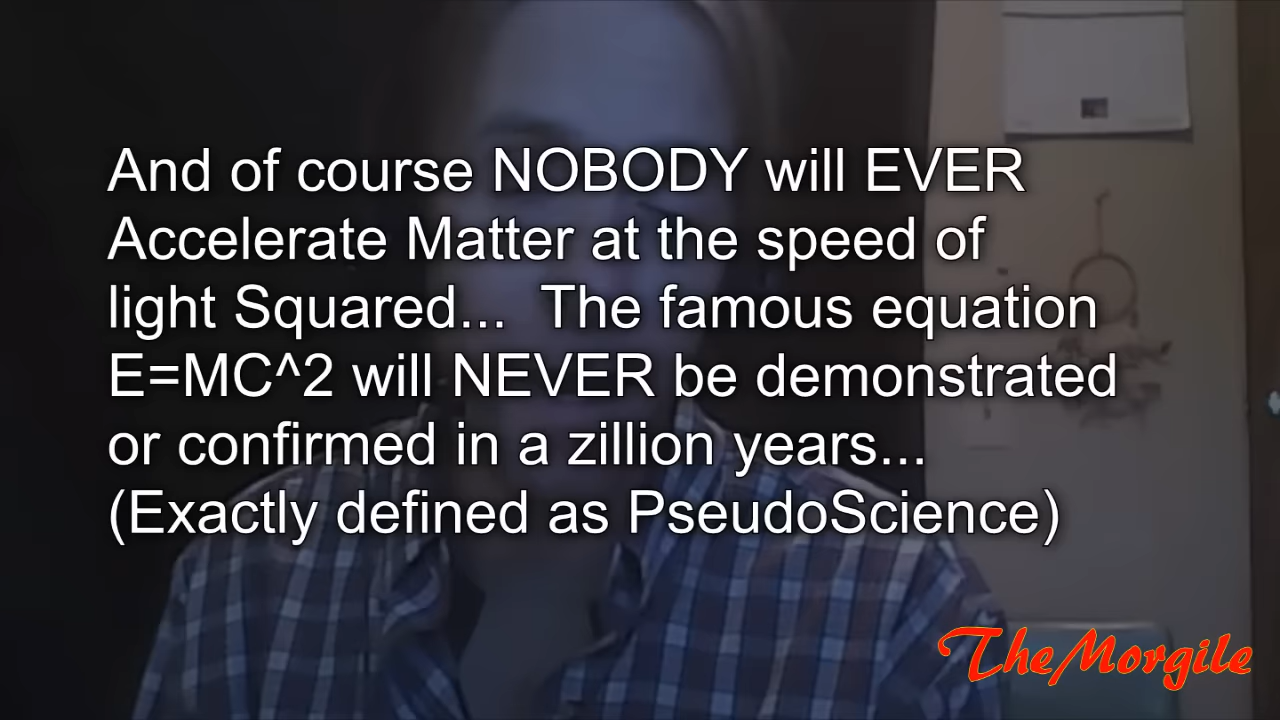 And of course NOBODY will EVER
Accelerate Matter at the speed of
light Squared...  The famous equation
E=MC^2 will NEVER be demonstrated
or confirmed in a zillion years...
(Exactly defined as PseudoScience)
TheMorgile